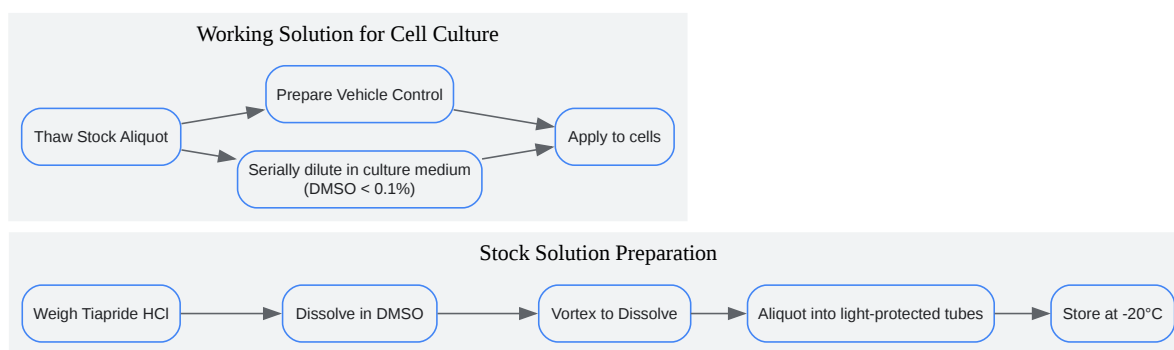 Working Solution for Cell Culture
Thaw Stock Aliquot
Prepare Vehicle Control
Serially dilute in culture medium
(DMSO < 0.1%)
Apply to cells
Stock Solution Preparation
Weigh Tiapride HCl
Dissolve in DMSO
Vortex to Dissolve
Aliquot into light-protected tubes
Store at -20°C